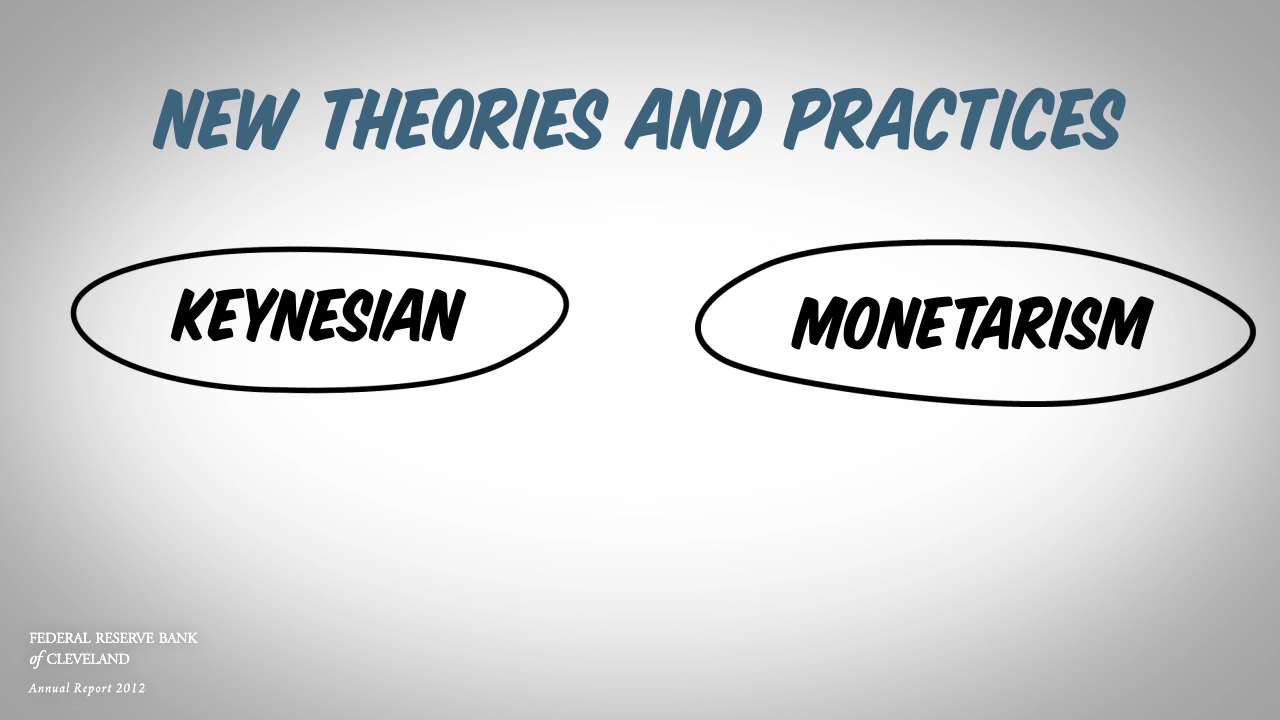 NEW THEORIES AND PRACTICES
KEYNESIAN
MONETARISM
FEDERAL RESERVE BANK
of CLEVELAND
Annual Report 2012